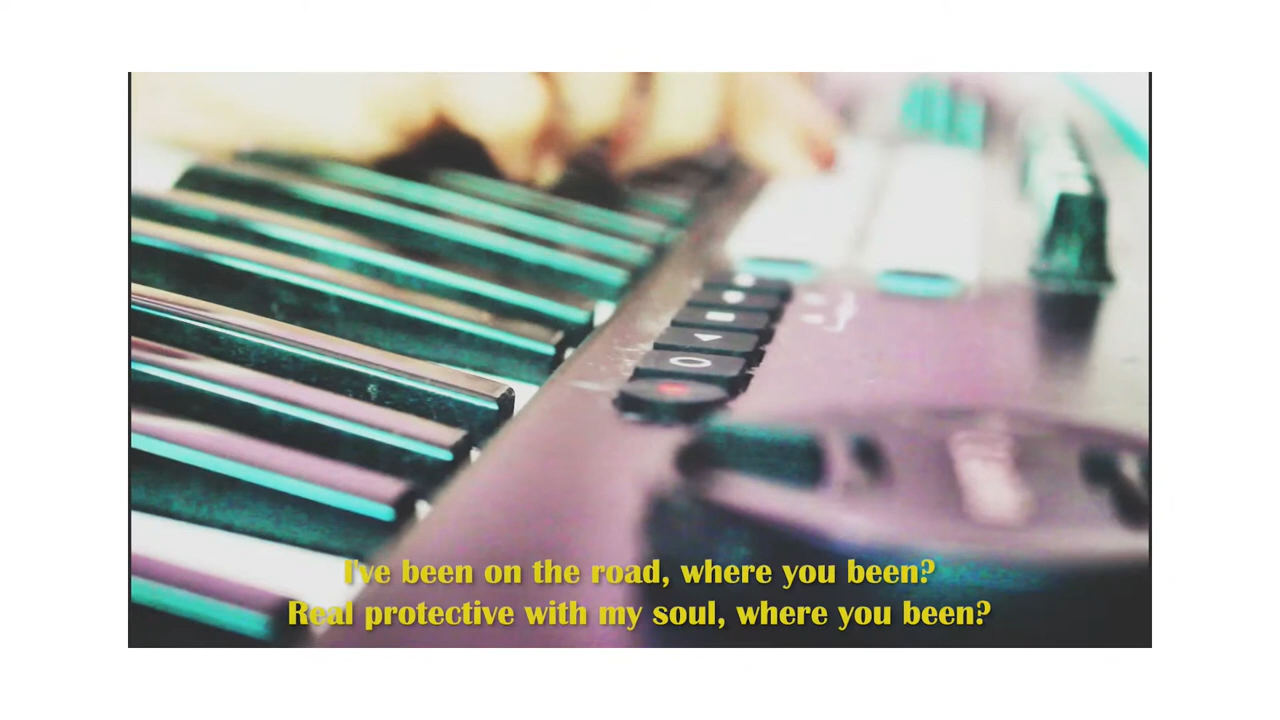 I've been on the road, where you been?
Real protective with my soul, where you been?